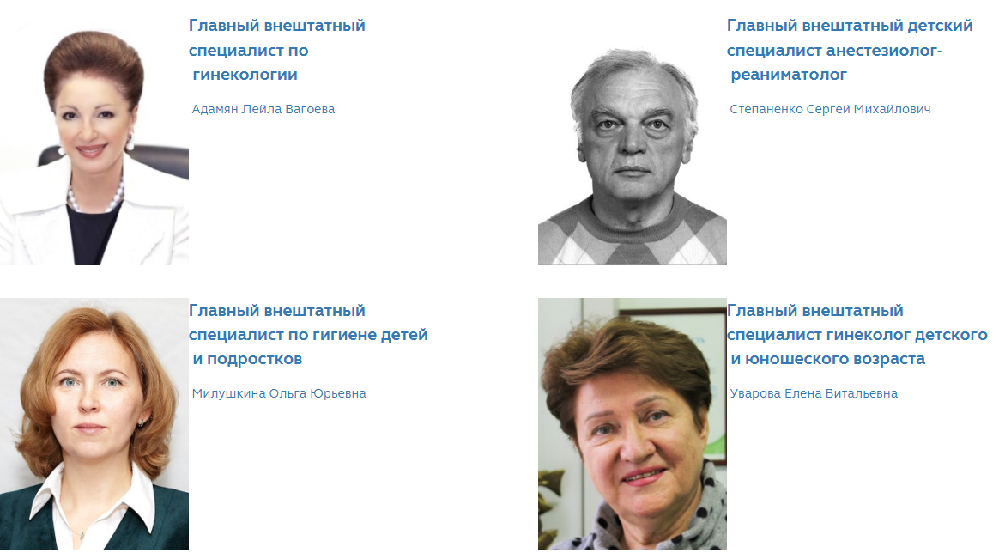 Главный внештатный
специалист по
гинекологии
Адамян Лейла Вагоева
Главный внештатный детский
специалист анестезиолог-
реаниматолог
Степаненко Сергей Михайлович
Главный внештатный
специалист по гигиене детей
и подростков
Милушкина Ольга Юрьевна
Главный внештатный
специалист гинеколог детского
и юношеского возраста
Уварова Елена Витальевна